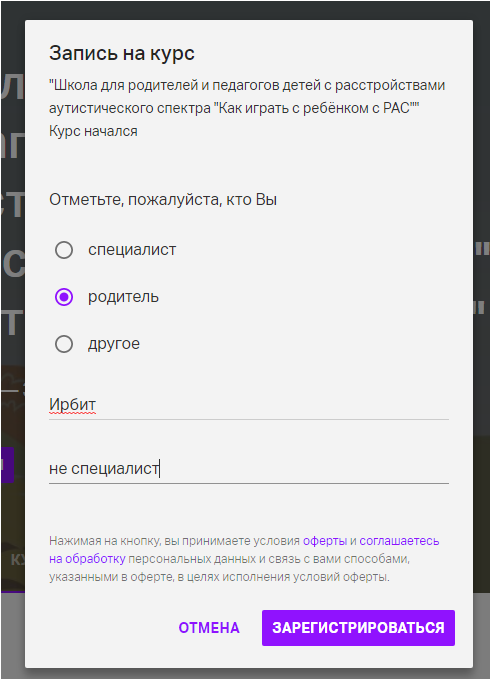 Запись на курс
"Школа для родителей и педагогов детей с расстройствами
аутистического спектра "Как играть с ребёнком с РАС""
Курс начался
Отметьте, пожалуйста, кто Вы
специалист
родитель
другое
Ирбит
не специалист
Нажимая на кнопку, вы принимаете условия оферты и соглашаетесь
на обработку персональных данных и связь с вами способами,
указанными в оферте, в целях исполнения условий оферты.
ОТМЕНА ЗАРЕГИСТРИРОВАТЬСЯ